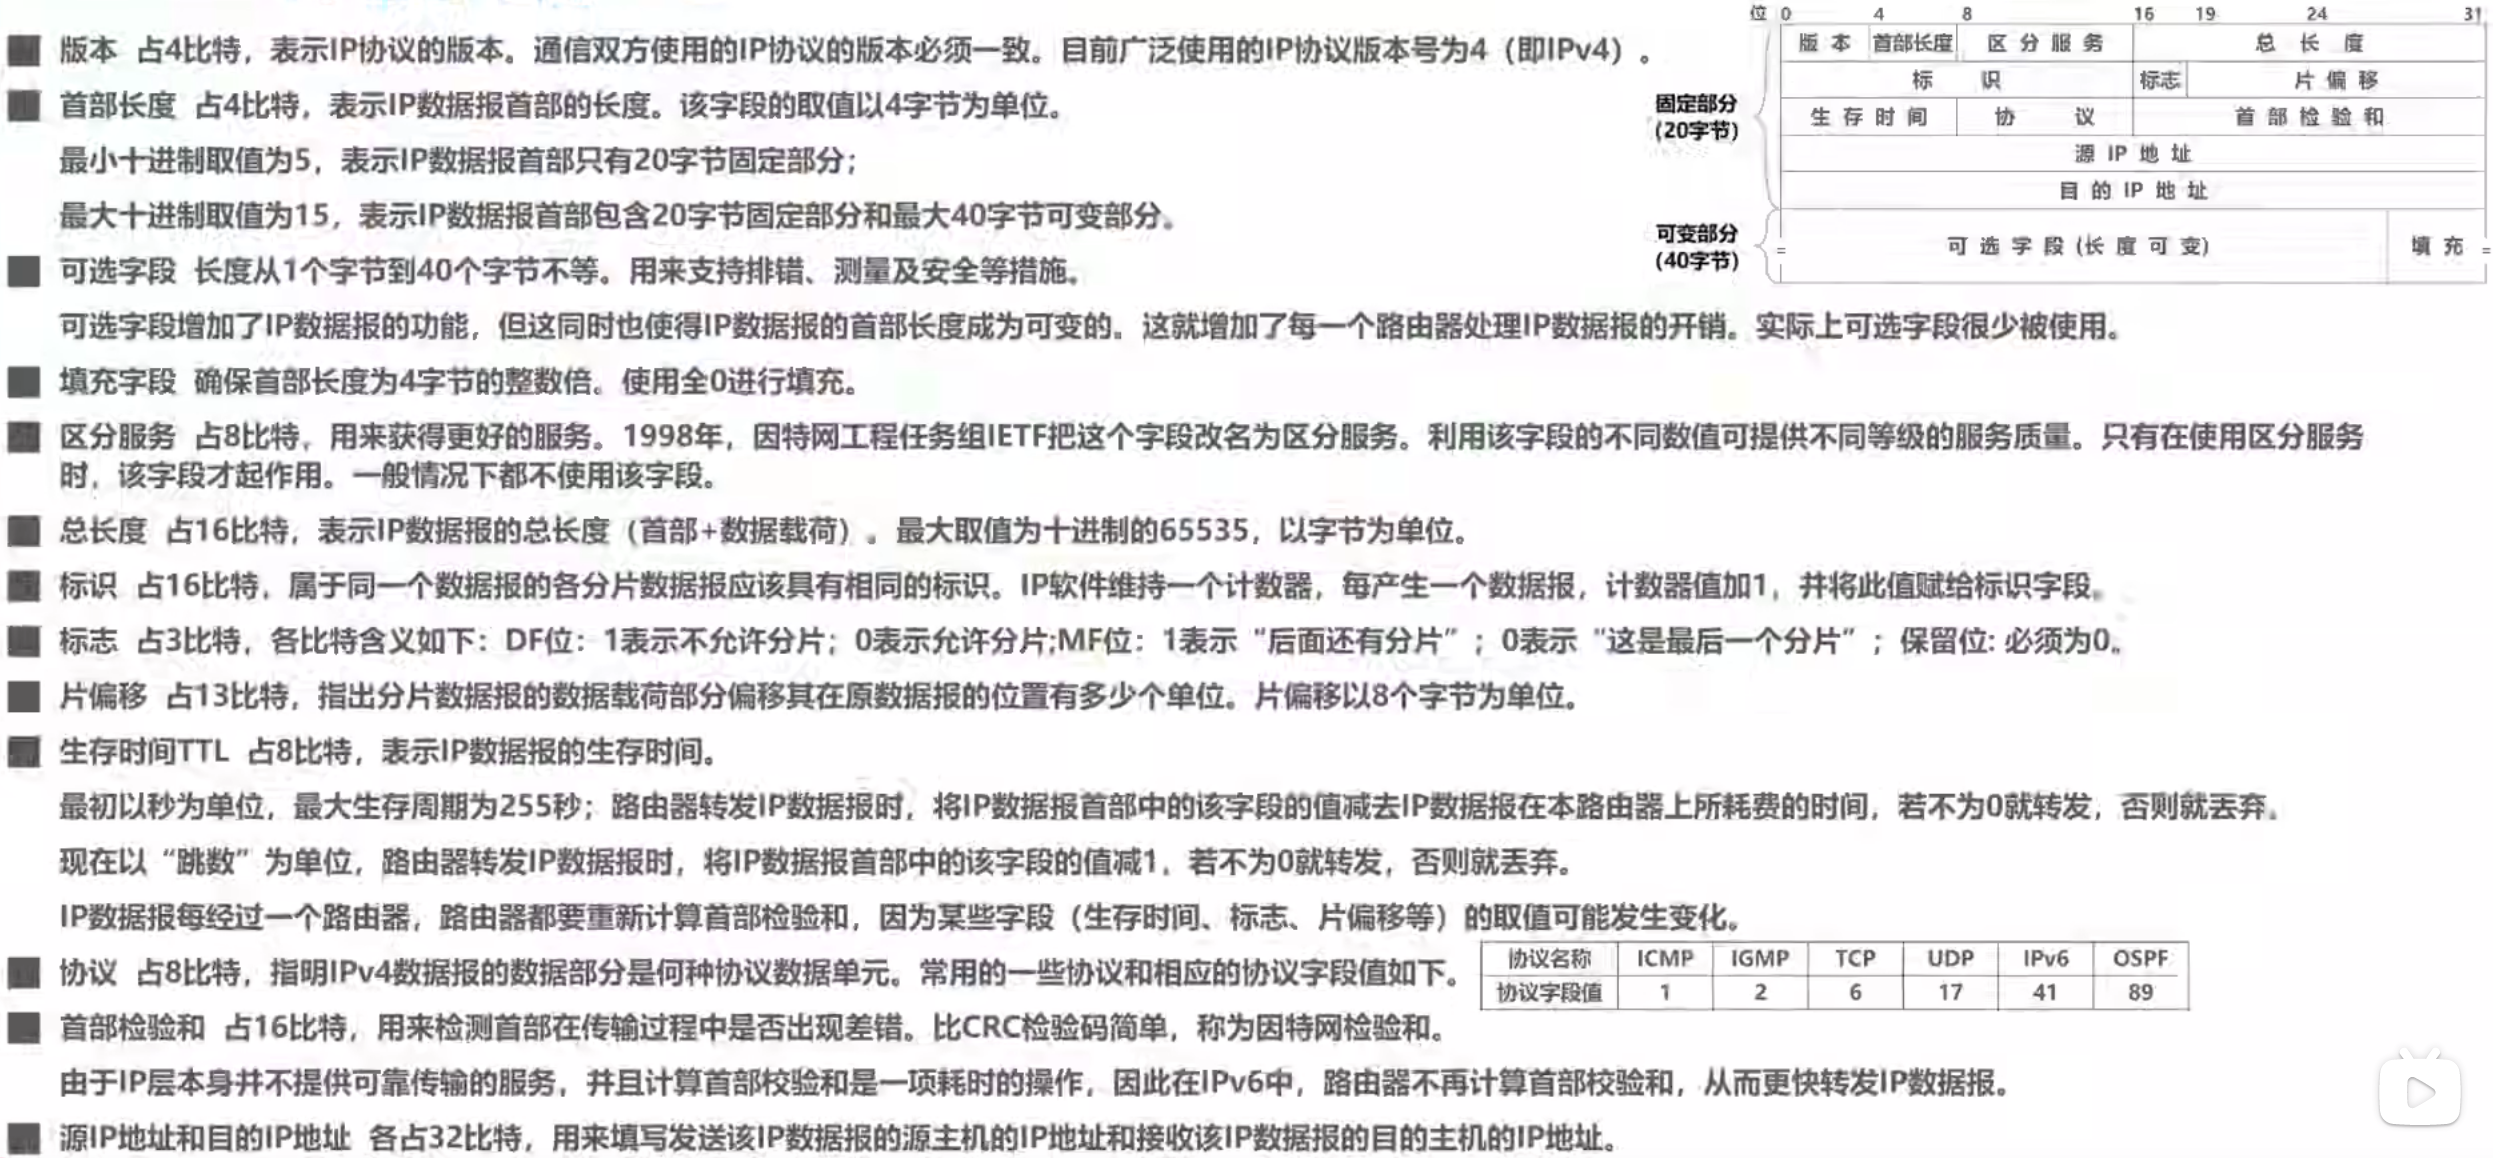 位 0 4 8 16 19 24 31
版本 首部长度 区分服务 总长度
标识 标志 片偏移
生存时间 协议 首部检验和
源IP地址
目的IP地址
可选字段(长度可变) 填充
固定部分
(20字节)
可变部分
(40字节)
版本 占4比特，表示IP协议的版本。通信双方使用的IP协议的版本必须一致。目前广泛使用的IP协议版本号为4（即IPv4）。
首部长度 占4比特，表示IP数据报首部的长度。该字段的取值以4字节为单位。
最小十进制取值为5，表示IP数据报首部只有20字节固定部分；
最大十进制取值为15，表示IP数据报首部包含20字节固定部分和最大40字节可变部分。
可选字段 长度从1个字节到40个字节不等。用来支持排错、测量及安全等措施。
可选字段增加了IP数据报的功能，但这同时也使得IP数据报的首部长度成为可变的。这就增加了每一个路由器处理IP数据报的开销。实际上可选字段很少被使用。
填充字段 确保首部长度为4字节的整数倍。使用全0进行填充。
区分服务 占8比特，用来获得更好的服务。1998年，因特网工程任务组IETF把这个字段改名为区分服务。利用该字段的不同数值可提供不同等级的服务质量。只有在使用区分服务
时，该字段才起作用。一般情况下都不使用该字段。
总长度 占16比特，表示IP数据报的总长度（首部+数据载荷）。最大取值为十进制的65535，以字节为单位。
标识 占16比特，属于同一个数据报的各分片数据报应该具有相同的标识。IP软件维持一个计数器，每产生一个数据报，计数器值加1，并将此值赋给标识字段。
标志 占3比特，各比特含义如下：DF位：1表示不允许分片；0表示允许分片;MF位：1表示“后面还有分片”；0表示“这是最后一个分片”；保留位: 必须为0。
片偏移 占13比特，指出分片数据报的数据载荷部分偏移其在原数据报的位置有多少个单位。片偏移以8个字节为单位。
生存时间TTL 占8比特，表示IP数据报的生存时间。
最初以秒为单位，最大生存周期为255秒；路由器转发IP数据报时，将IP数据报首部中的该字段的值减去IP数据报在本路由器上所耗费的时间，若不为0就转发，否则就丢弃。
现在以“跳数”为单位，路由器转发IP数据报时，将IP数据报首部中的该字段的值减1，若不为0就转发，否则就丢弃。
IP数据报每经过一个路由器，路由器都要重新计算首部检验和，因为某些字段（生存时间、标志、片偏移等）的取值可能发生变化。
协议 占8比特，指明IPv4数据报的数据部分是何种协议数据单元。常用的一些协议和相应的协议字段值如下。
协议名称 ICMP IGMP TCP UDP IPv6 OSPF
协议字段值 1 2 6 17 41 89
首部检验和 占16比特，用来检测首部在传输过程中是否出现差错。比CRC检验码简单，称为因特网检验和。
由于IP层本身并不提供可靠传输的服务，并且计算首部校验和是一项耗时的操作，因此在IPv6中，路由器不再计算首部校验和，从而更快转发IP数据报。
源IP地址和目的IP地址 各占32比特，用来填写发送该IP数据报的源主机的IP地址和接收该IP数据报的目的主机的IP地址。